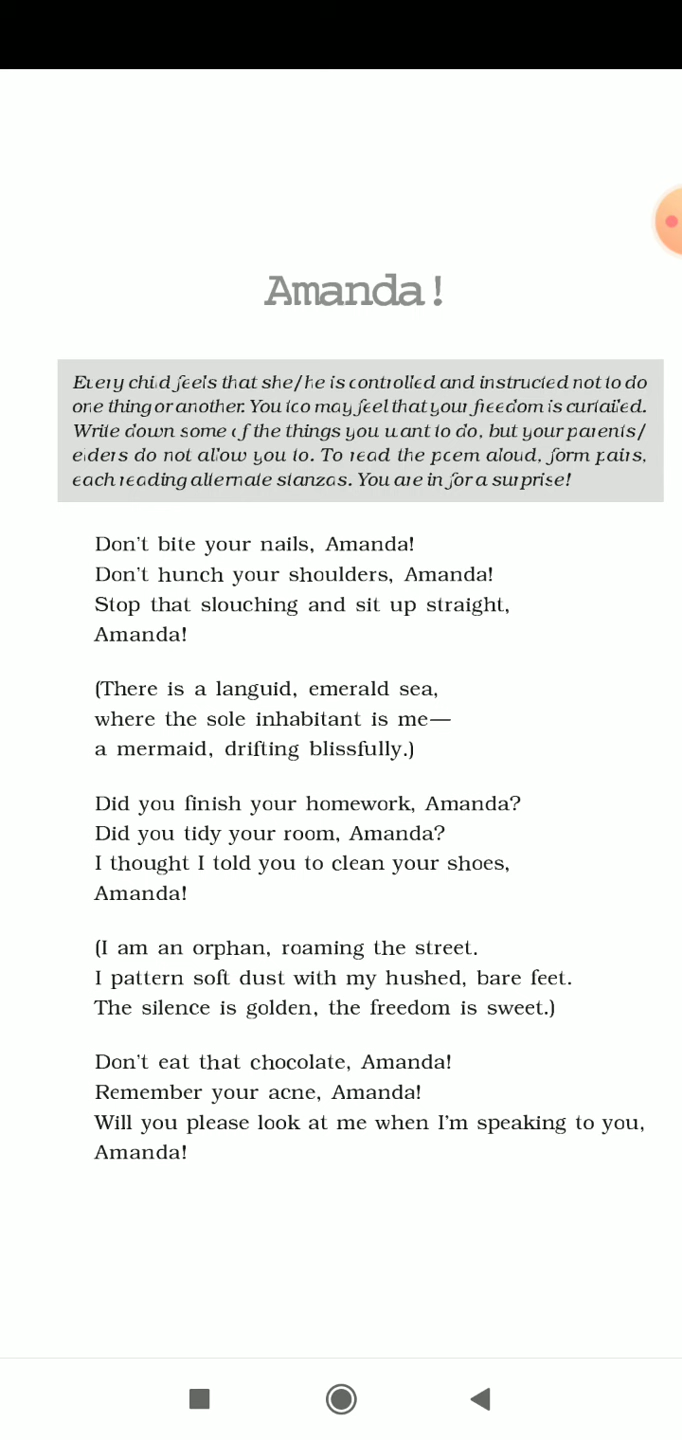 Amanda!
Every child feels that she/he is controlled and instructed not to do
one thing or another. You too may feel that your freedom is curtailed.
Write down some of the things you want to do, but your parents/
elders do not allow you to. To read the poem aloud, form pairs,
each reading alternate stanzas. You are in for a surprise!
Don't bite your nails, Amanda!
Don't hunch your shoulders, Amanda!
Stop that slouching and sit up straight,
Amanda!
(There is a languid, emerald sea,
where the sole inhabitant is me—
a mermaid, drifting blissfully.)
Did you finish your homework, Amanda?
Did you tidy your room, Amanda?
I thought I told you to clean your shoes,
Amanda!
(I am an orphan, roaming the street.
I pattern soft dust with my hushed, bare feet.
The silence is golden, the freedom is sweet.)
Don't eat that chocolate, Amanda!
Remember your acne, Amanda!
Will you please look at me when I'm speaking to you,
Amanda!